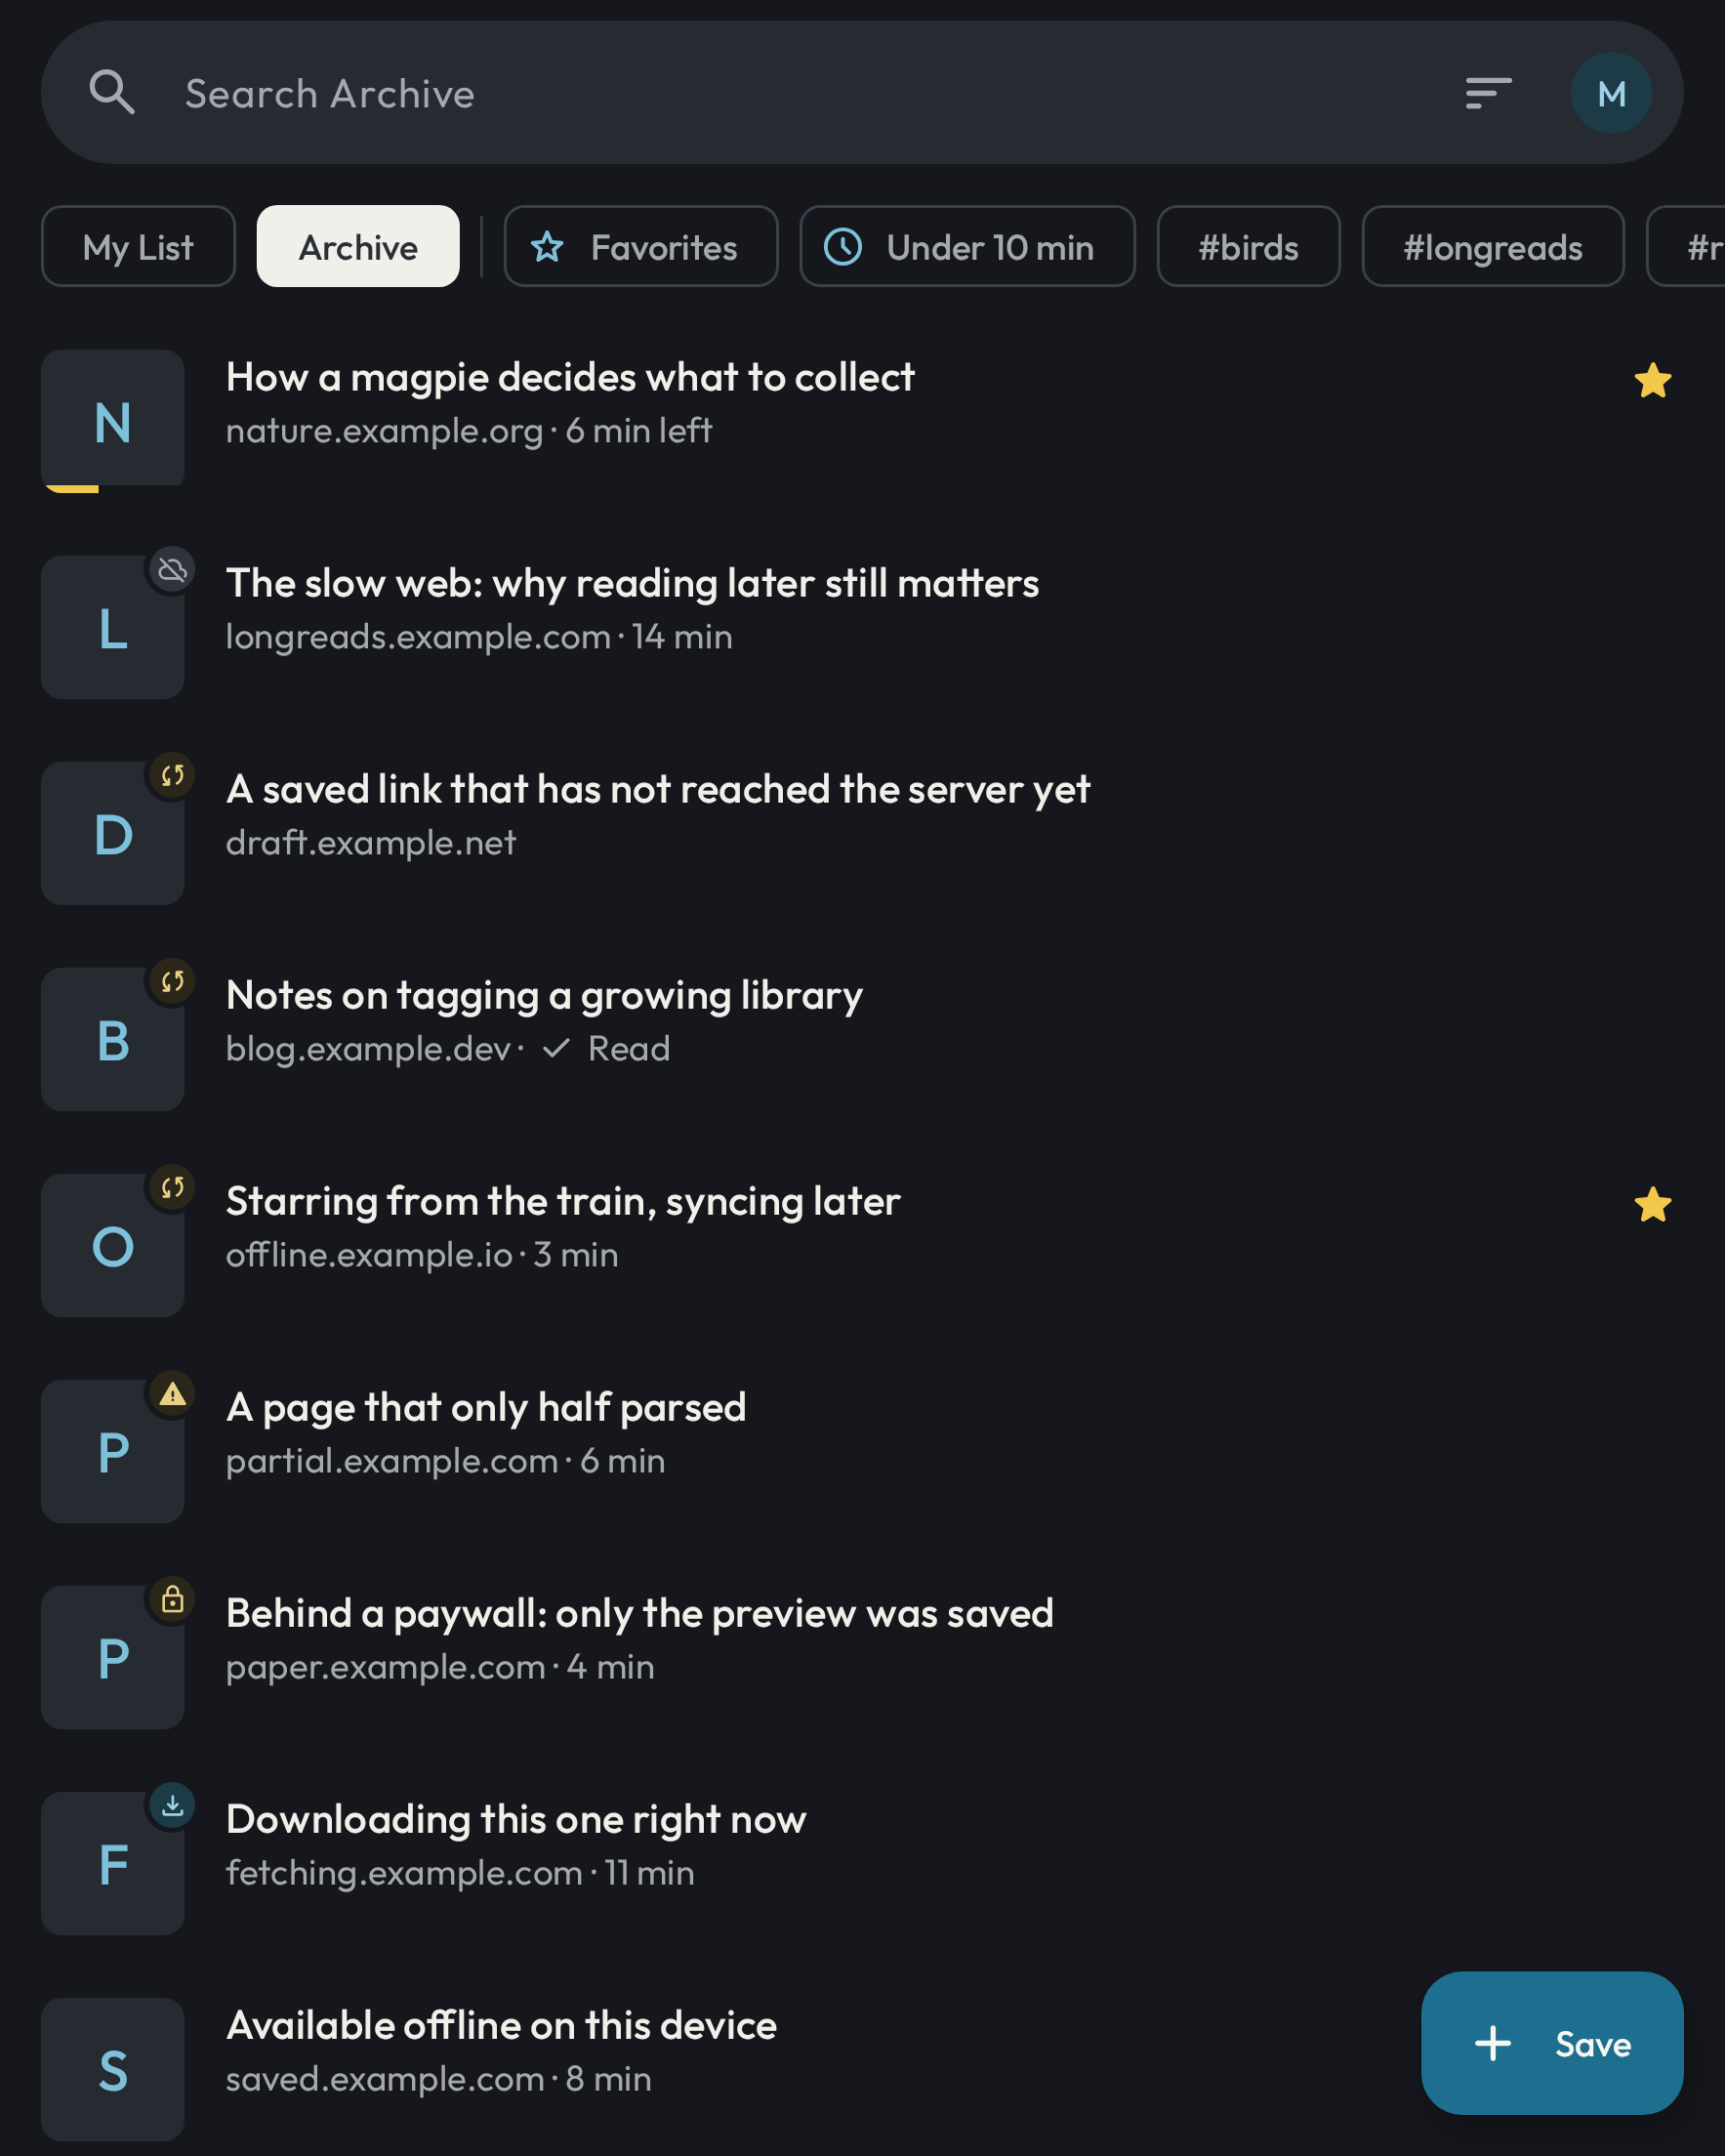 Search Archive
M
My List
Archive
Favorites
Under 10 min
#birds
#longreads
#r
N
How a magpie decides what to collect
nature.example.org · 6 min left
L
The slow web: why reading later still matters
longreads.example.com · 14 min
D
A saved link that has not reached the server yet
draft.example.net
B
Notes on tagging a growing library
blog.example.dev · Read
O
Starring from the train, syncing later
offline.example.io · 3 min
P
A page that only half parsed
partial.example.com · 6 min
P
Behind a paywall: only the preview was saved
paper.example.com · 4 min
F
Downloading this one right now
fetching.example.com · 11 min
S
Available offline on this device
saved.example.com · 8 min
Save